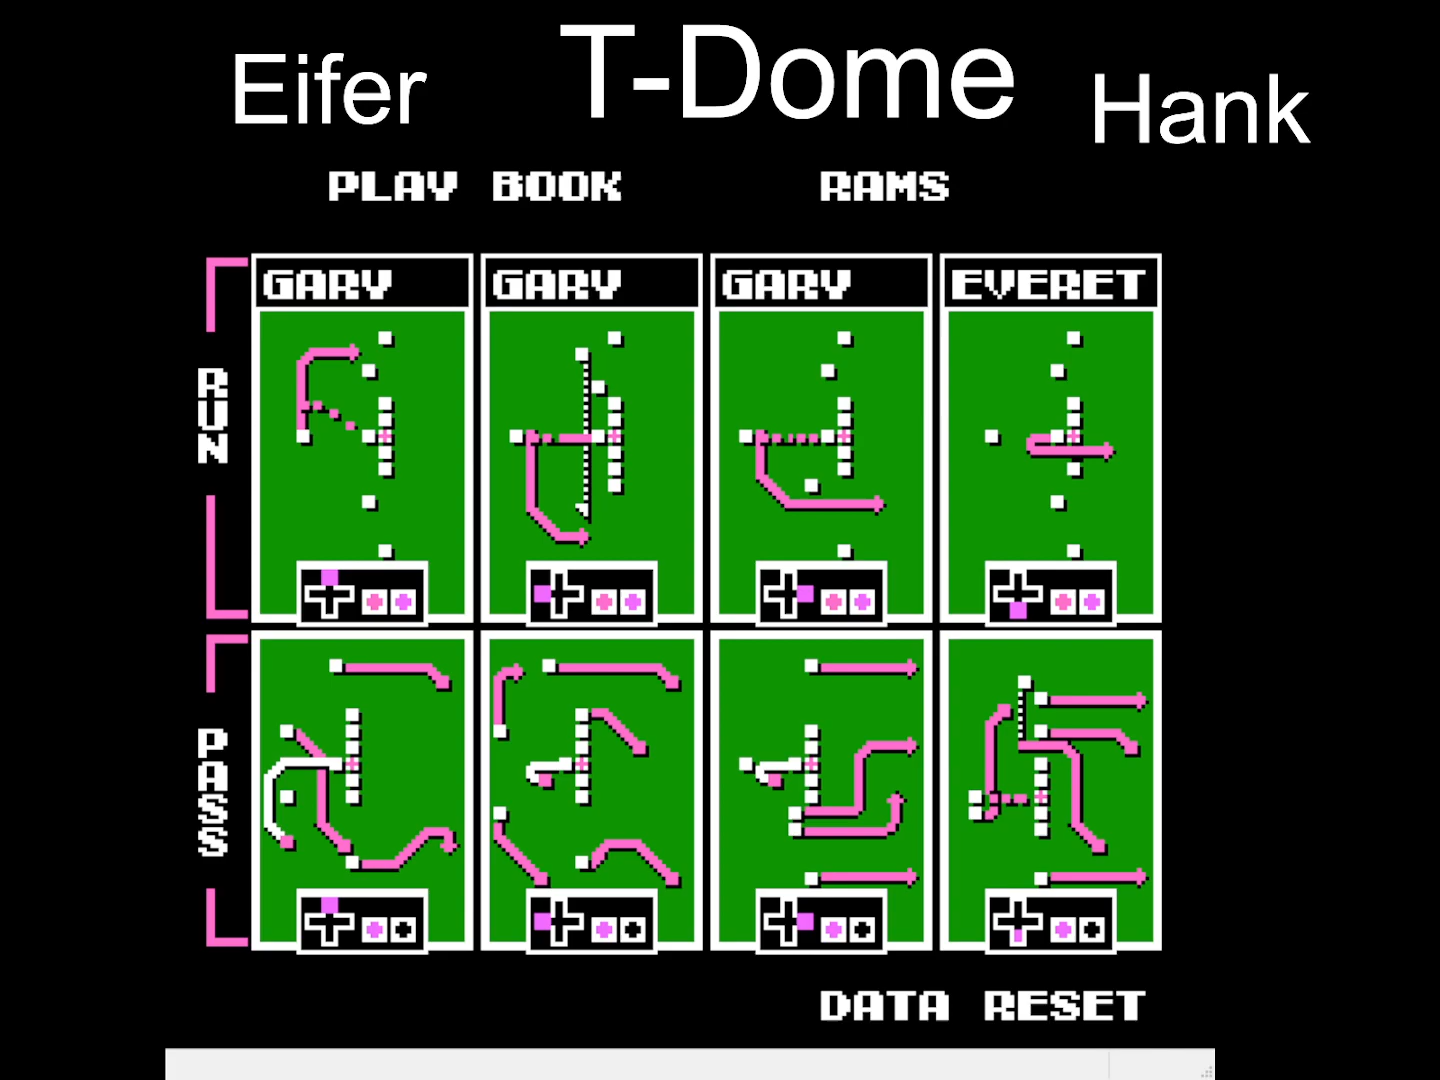 Eifer T-Dome Hank
PLAY BOOK RAMS
GARY GARY GARY EVERET
RUN
PASS
DATA RESET